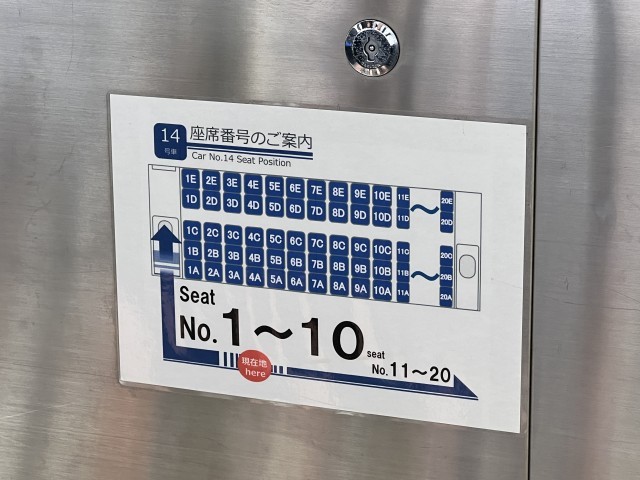 14
号車
座席番号のご案内
Car No.14 Seat Position
1E 2E 3E 4E 5E 6E 7E 8E 9E 10E 11E 20E
1D 2D 3D 4D 5D 6D 7D 8D 9D 10D 11D ～ 20D
1C 2C 3C 4C 5C 6C 7C 8C 9C 10C 11C 20C
1B 2B 3B 4B 5B 6B 7B 8B 9B 10B 11B ～ 20B
1A 2A 3A 4A 5A 6A 7A 8A 9A 10A 11A 20A
Seat
No. 1～10
seat
No. 11～20
現在地
here